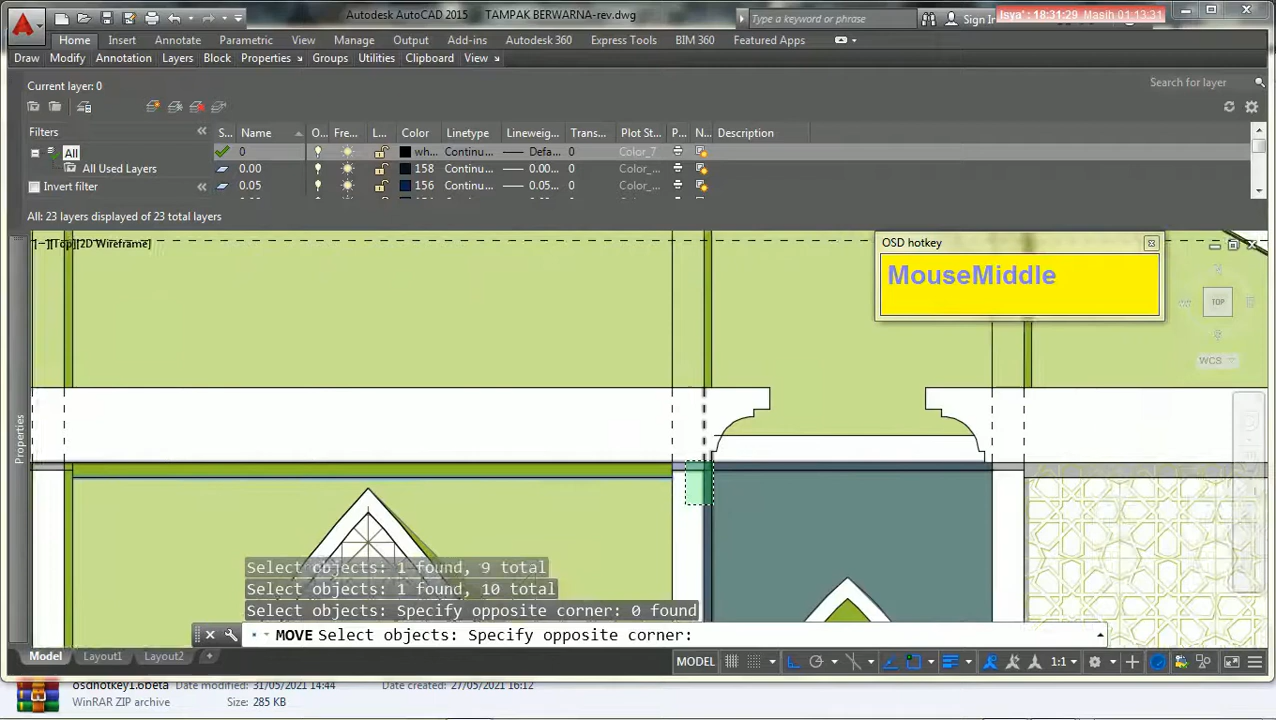 Autodesk AutoCAD 2015 TAMPAK BERWARNA-rev.dwg
Type a keyword or phrase
Sign In
Isya' : 18:31:29 Masih 01:13:31
Home Insert Annotate Parametric View Manage Output Add-ins Autodesk 360 Express Tools BIM 360 Featured Apps
Draw Modify Annotation Layers Block Properties Groups Utilities Clipboard View
Current layer: 0
Search for layer
Filters
S... Name O. Fre... L... Color Linetype Lineweig... Trans... Plot St... P... N... Description
All
0 wh... Continu... Defa... 0 Color_7
All Used Layers
0.00 158 Continu... 0.00... 0 Color_...
Invert filter
0.05 156 Continu... 0.05... 0 Color_...
All: 23 layers displayed of 23 total layers
[−][Top][2D Wireframe]
OSD hotkey
MouseMiddle
TOP
WCS
Properties
Select objects: 1 found, 9 total
Select objects: 1 found, 10 total
Select objects: Specify opposite corner: 0 found
MOVE Select objects: Specify opposite corner:
Model Layout1 Layout2 +
MODEL 1:1
osdhotkey1.6beta Date modified: 31/05/2021 14:44 Date created: 27/05/2021 16:12
WinRAR ZIP archive Size: 285 KB